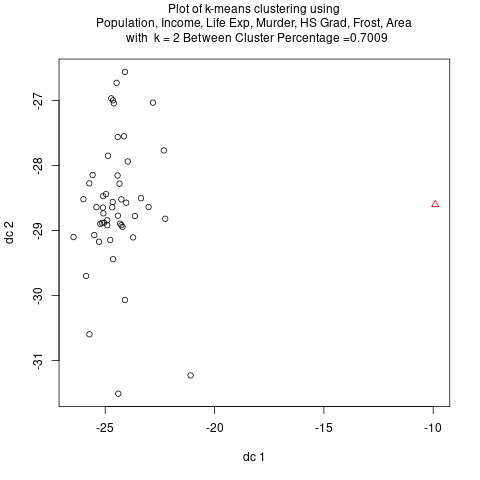 Plot of k-means clustering using
Population, Income, Life Exp, Murder, HS Grad, Frost, Area
with k = 2 Between Cluster Percentage =0.7009
-27
-28
-29
-30
-31
dc 2
-25
-20
-15
-10
dc 1